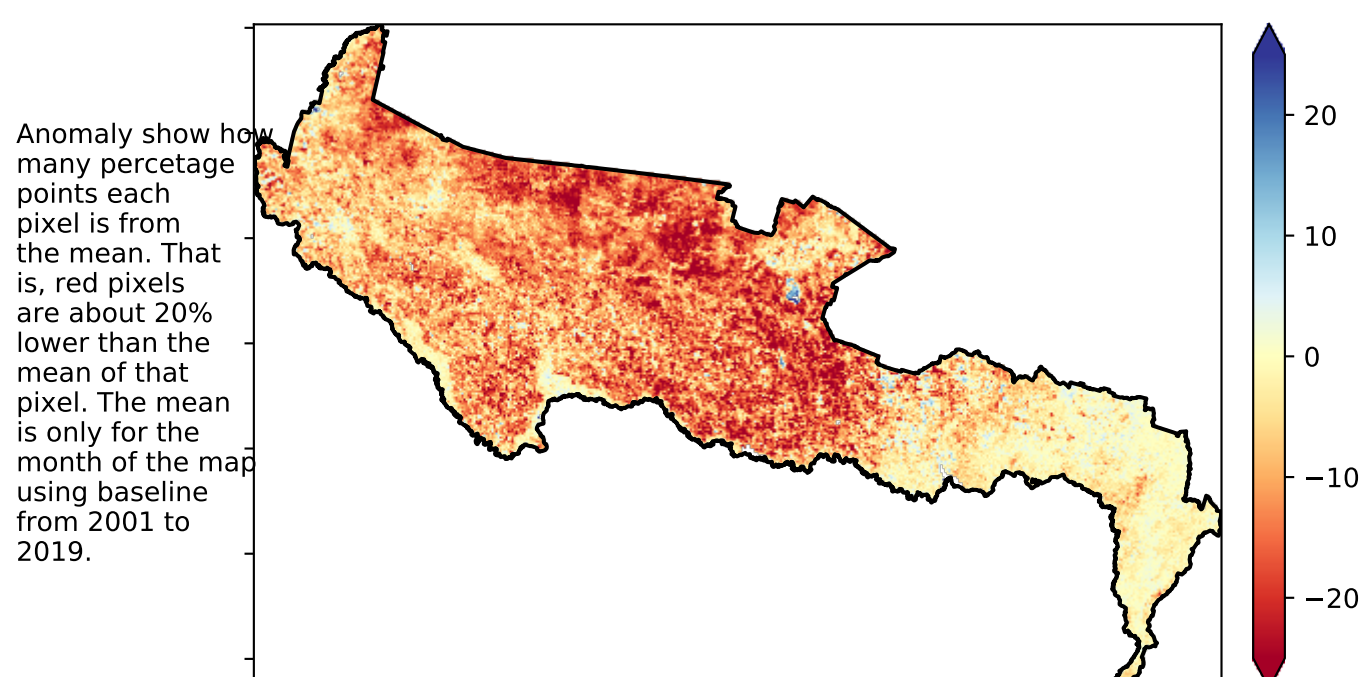 Anomaly show how
many percetage
points each
pixel is from
the mean. That
is, red pixels
are about 20%
lower than the
mean of that
pixel. The mean
is only for the
month of the map
using baseline
from 2001 to
2019.
20
10
0
−10
−20